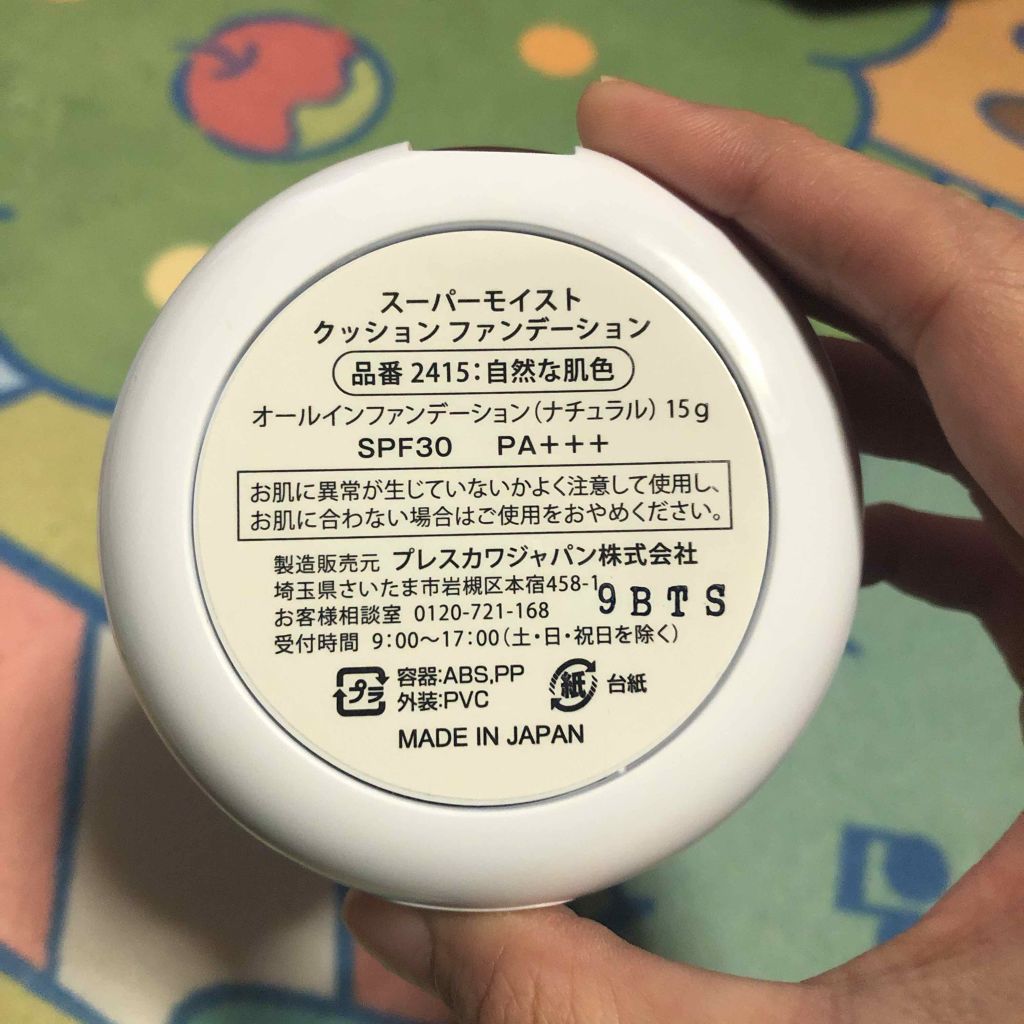 スーパーモイスト
クッション ファンデーション
品番 2415:自然な肌色
オールインファンデーション(ナチュラル) 15g
SPF30 PA+++
お肌に異常が生じていないかよく注意して使用し、
お肌に合わない場合はご使用をおやめください。
製造販売元 プレスカワジャパン株式会社
埼玉県さいたま市岩槻区本宿458-1
9BTS
お客様相談室 0120-721-168
受付時間 9:00〜17:00(土・日・祝日を除く)
プラ 容器:ABS,PP
外装:PVC
紙 台紙
MADE IN JAPAN